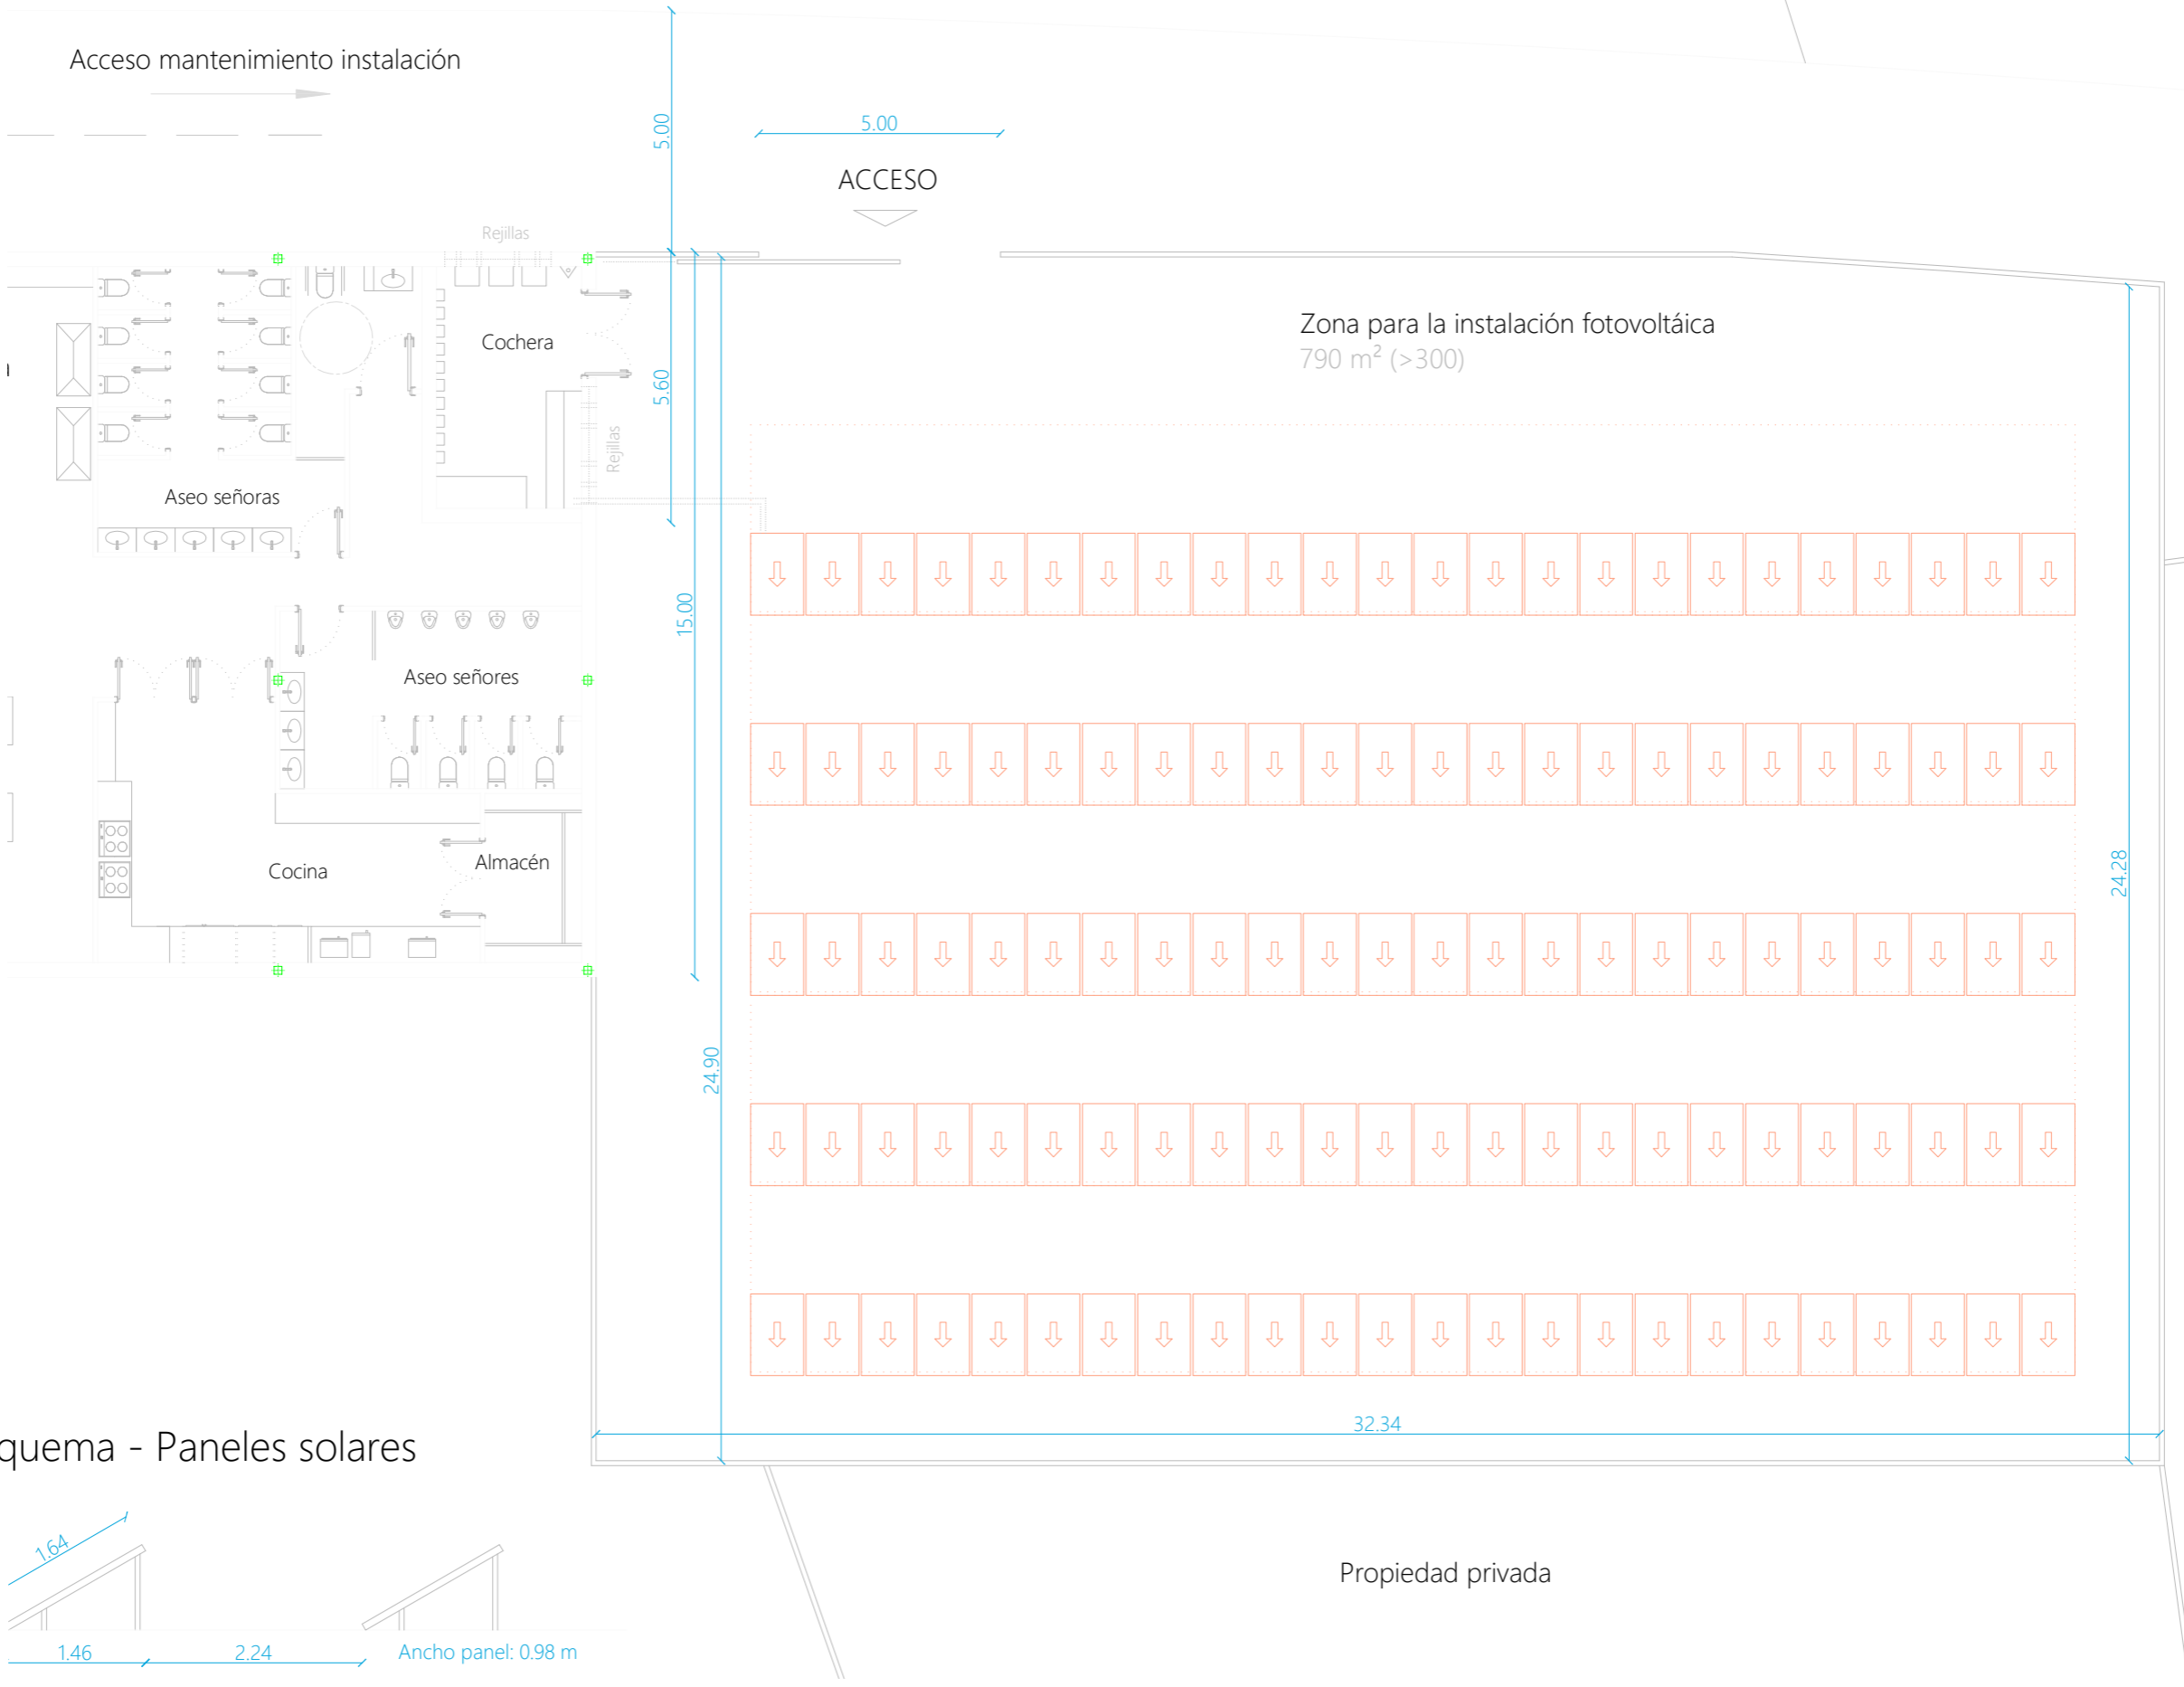 Acceso mantenimiento instalación
5.00
5.00
ACCESO
Rejillas
Zona para la instalación fotovoltáica
790 m² (>300)
Cochera
5.60
Rejillas
Aseo señoras
15.00
Aseo señores
Almacén
Cocina
24.28
24.90
32.34
quema - Paneles solares
1.64
Propiedad privada
1.46
2.24
Ancho panel: 0.98 m